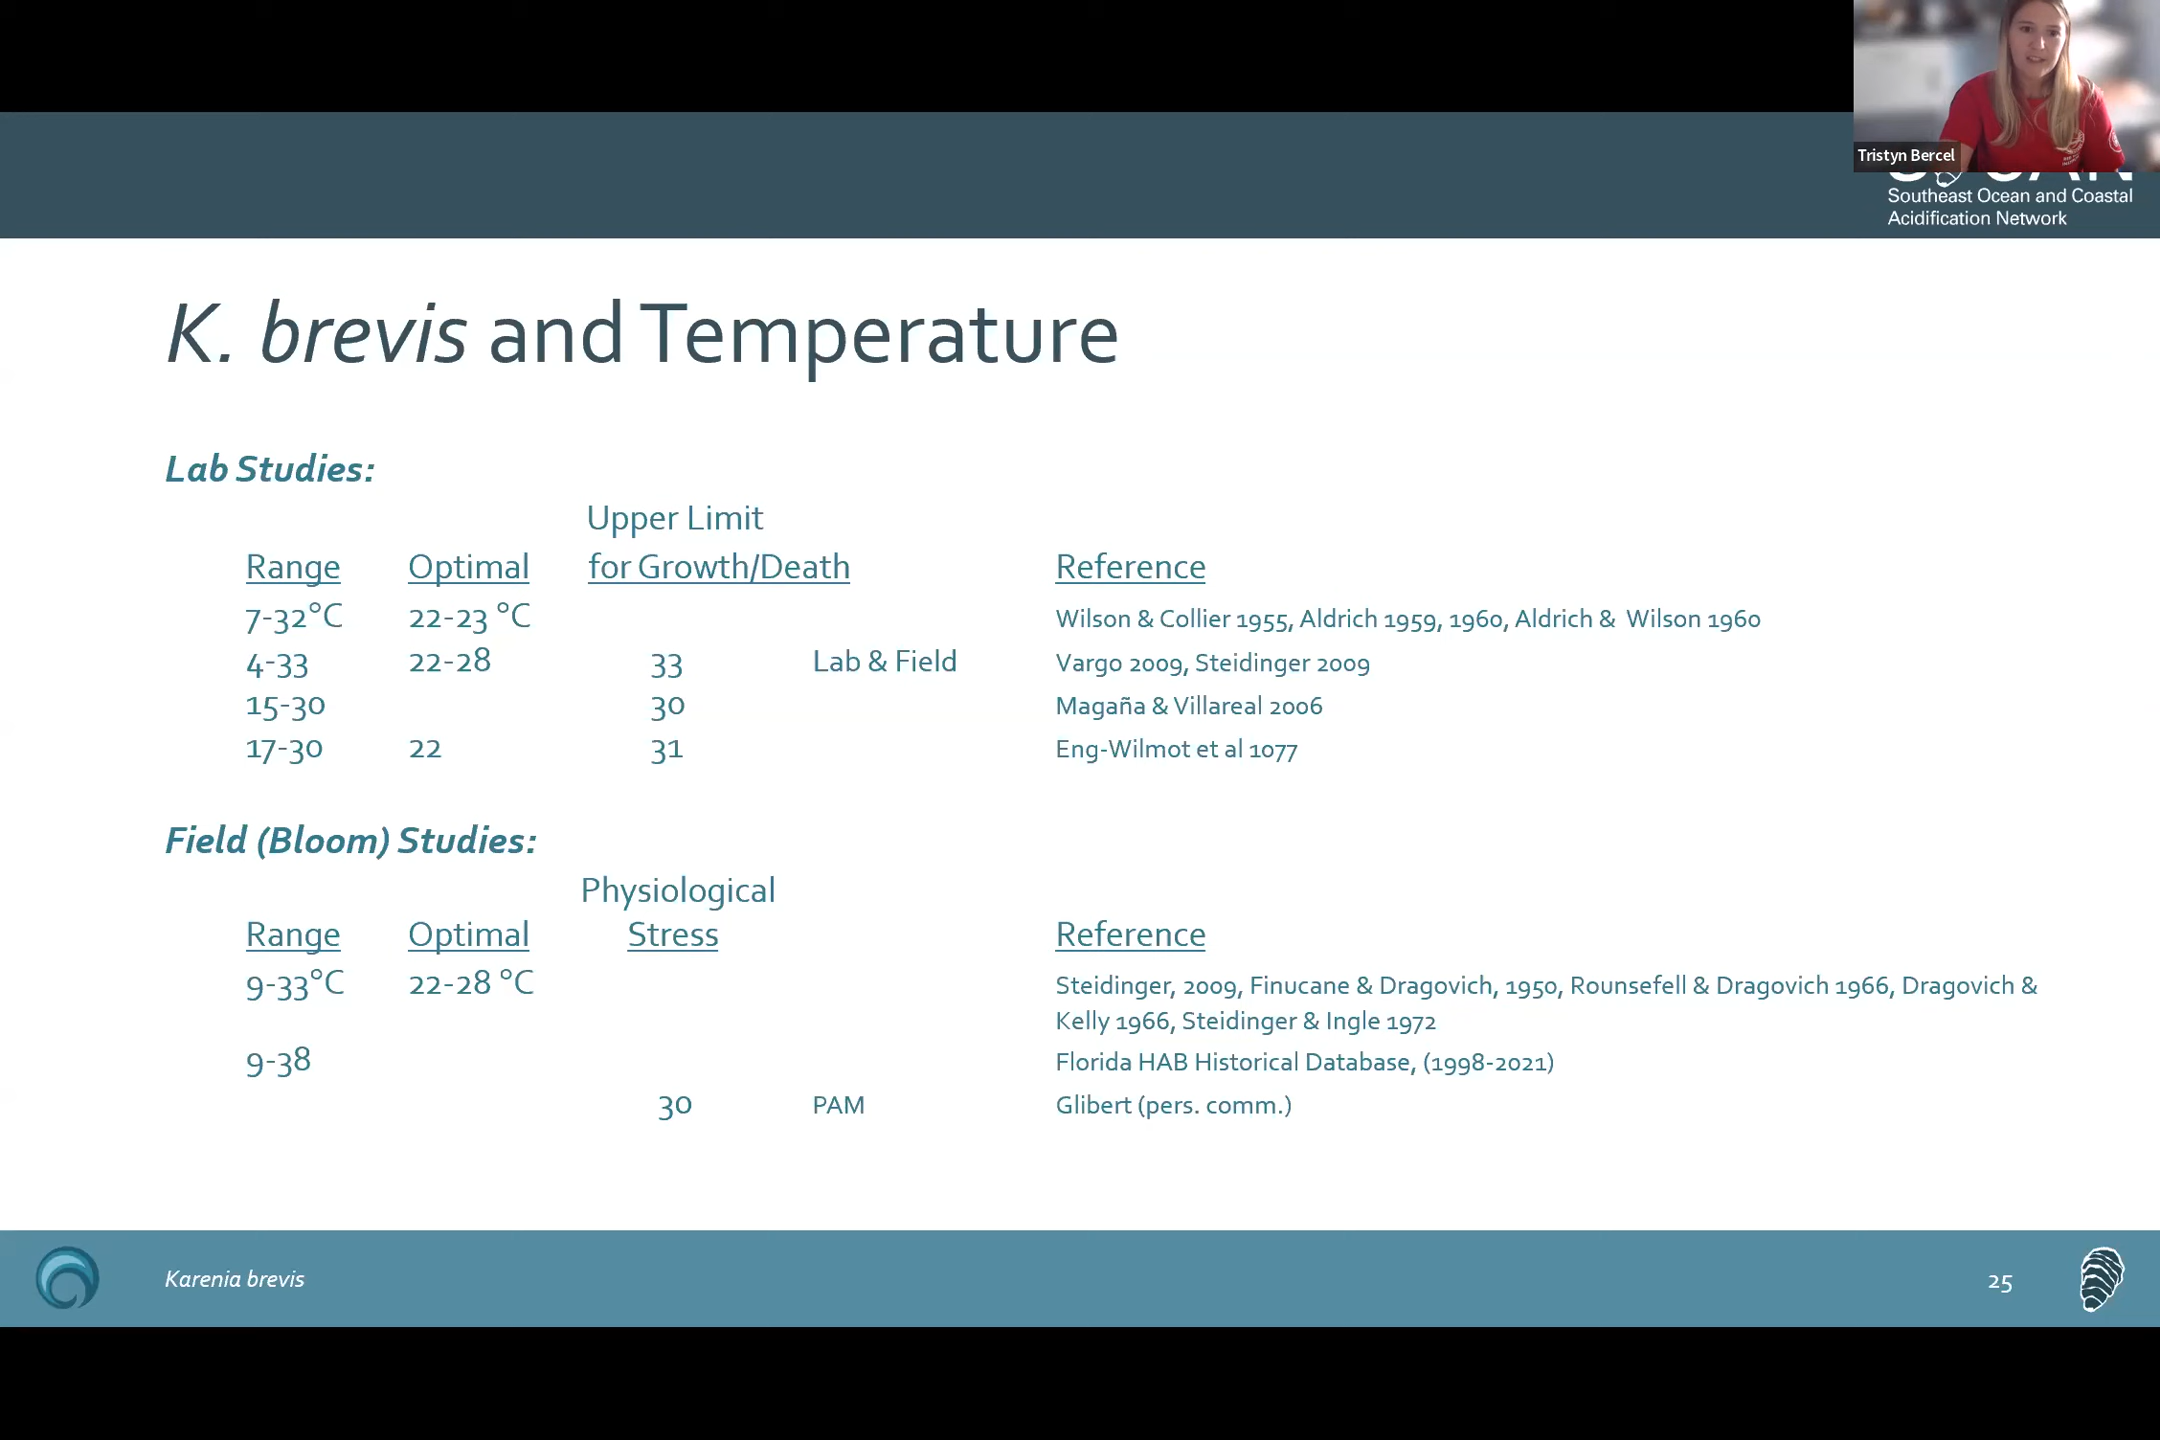 Tristyn Bercel
Southeast Ocean and Coastal
Acidification Network
K. brevis and Temperature
Lab Studies:
Upper Limit
Range Optimal for Growth/Death Reference
7-32°C 22-23 °C Wilson & Collier 1955, Aldrich 1959, 1960, Aldrich & Wilson 1960
4-33 22-28 33 Lab & Field Vargo 2009, Steidinger 2009
15-30 30 Magaña & Villareal 2006
17-30 22 31 Eng-Wilmot et al 1077
Field (Bloom) Studies:
Physiological
Range Optimal Stress Reference
9-33°C 22-28 °C Steidinger, 2009, Finucane & Dragovich, 1950, Rounsefell & Dragovich 1966, Dragovich &
Kelly 1966, Steidinger & Ingle 1972
9-38 Florida HAB Historical Database, (1998-2021)
30 PAM Glibert (pers. comm.)
Karenia brevis 25